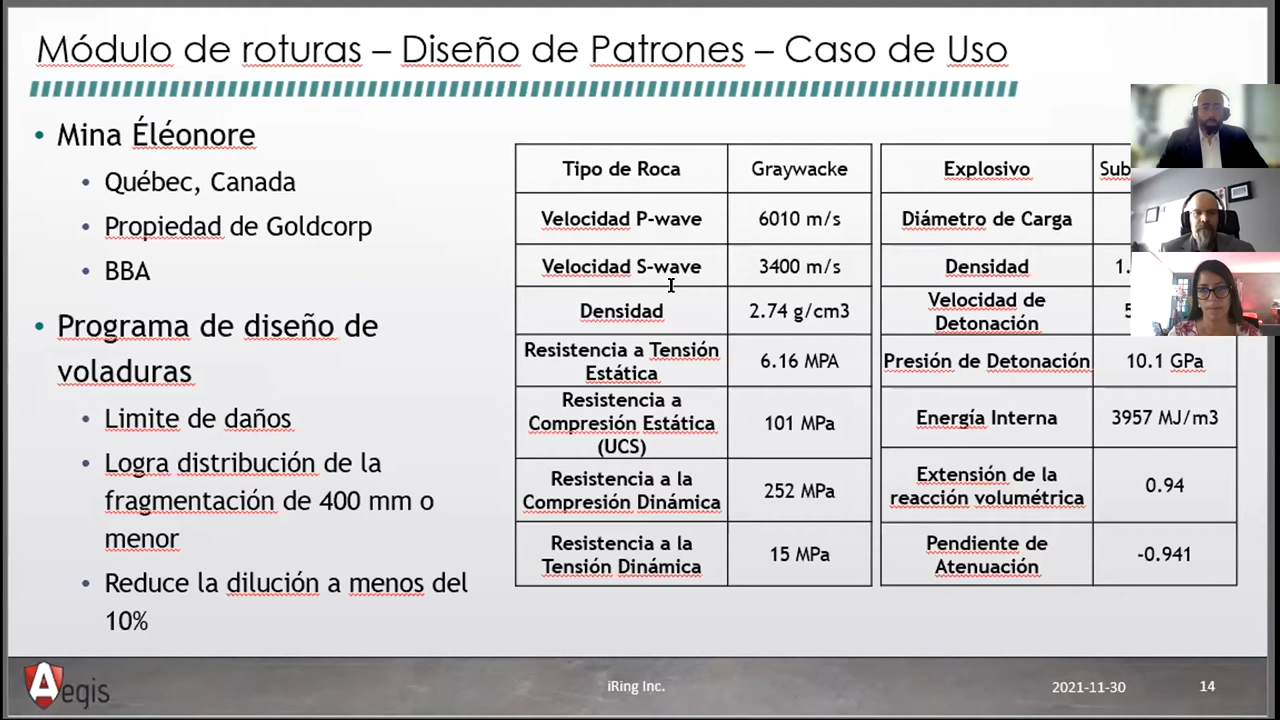 Módulo de roturas – Diseño de Patrones – Caso de Uso
• Mina Éléonore
• Québec, Canada
• Propiedad de Goldcorp
• BBA
• Programa de diseño de
voladuras
• Limite de daños
• Logra distribución de la
fragmentación de 400 mm o
menor
• Reduce la dilución a menos del
10%
Tipo de Roca Graywacke
Velocidad P-wave 6010 m/s
Velocidad S-wave 3400 m/s
Densidad 2.74 g/cm3
Resistencia a Tensión
Estática 6.16 MPA
Resistencia a
Compresión Estática
(UCS) 101 MPa
Resistencia a la
Compresión Dinámica 252 MPa
Resistencia a la
Tensión Dinámica 15 MPa
Explosivo
Diámetro de Carga
Densidad
Velocidad de
Detonación
Presión de Detonación 10.1 GPa
Energía Interna 3957 MJ/m3
Extensión de la
reacción volumétrica 0.94
Pendiente de
Atenuación -0.941
Aegis
iRing Inc.
2021-11-30
14